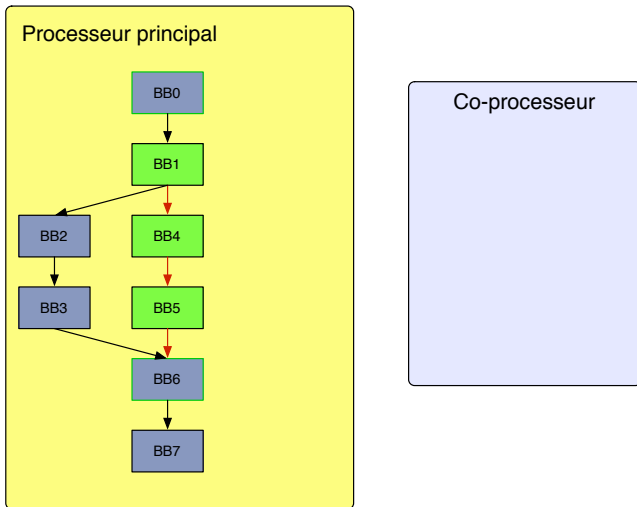 Processeur principal
Co-processeur
BB0
BB1
BB2
BB4
BB3
BB5
BB6
BB7